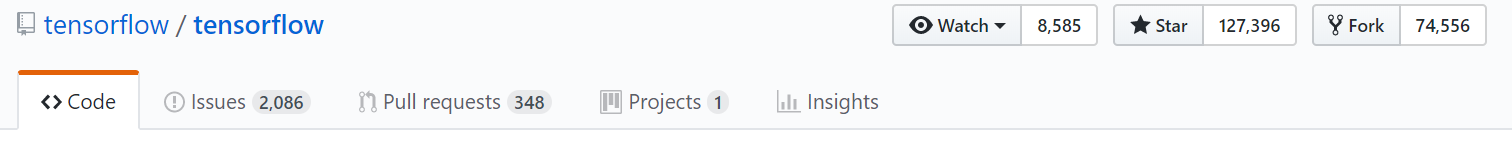 tensorflow / tensorflow Watch 8,585 Star 127,396 Fork 74,556
Code Issues 2,086 Pull requests 348 Projects 1 Insights